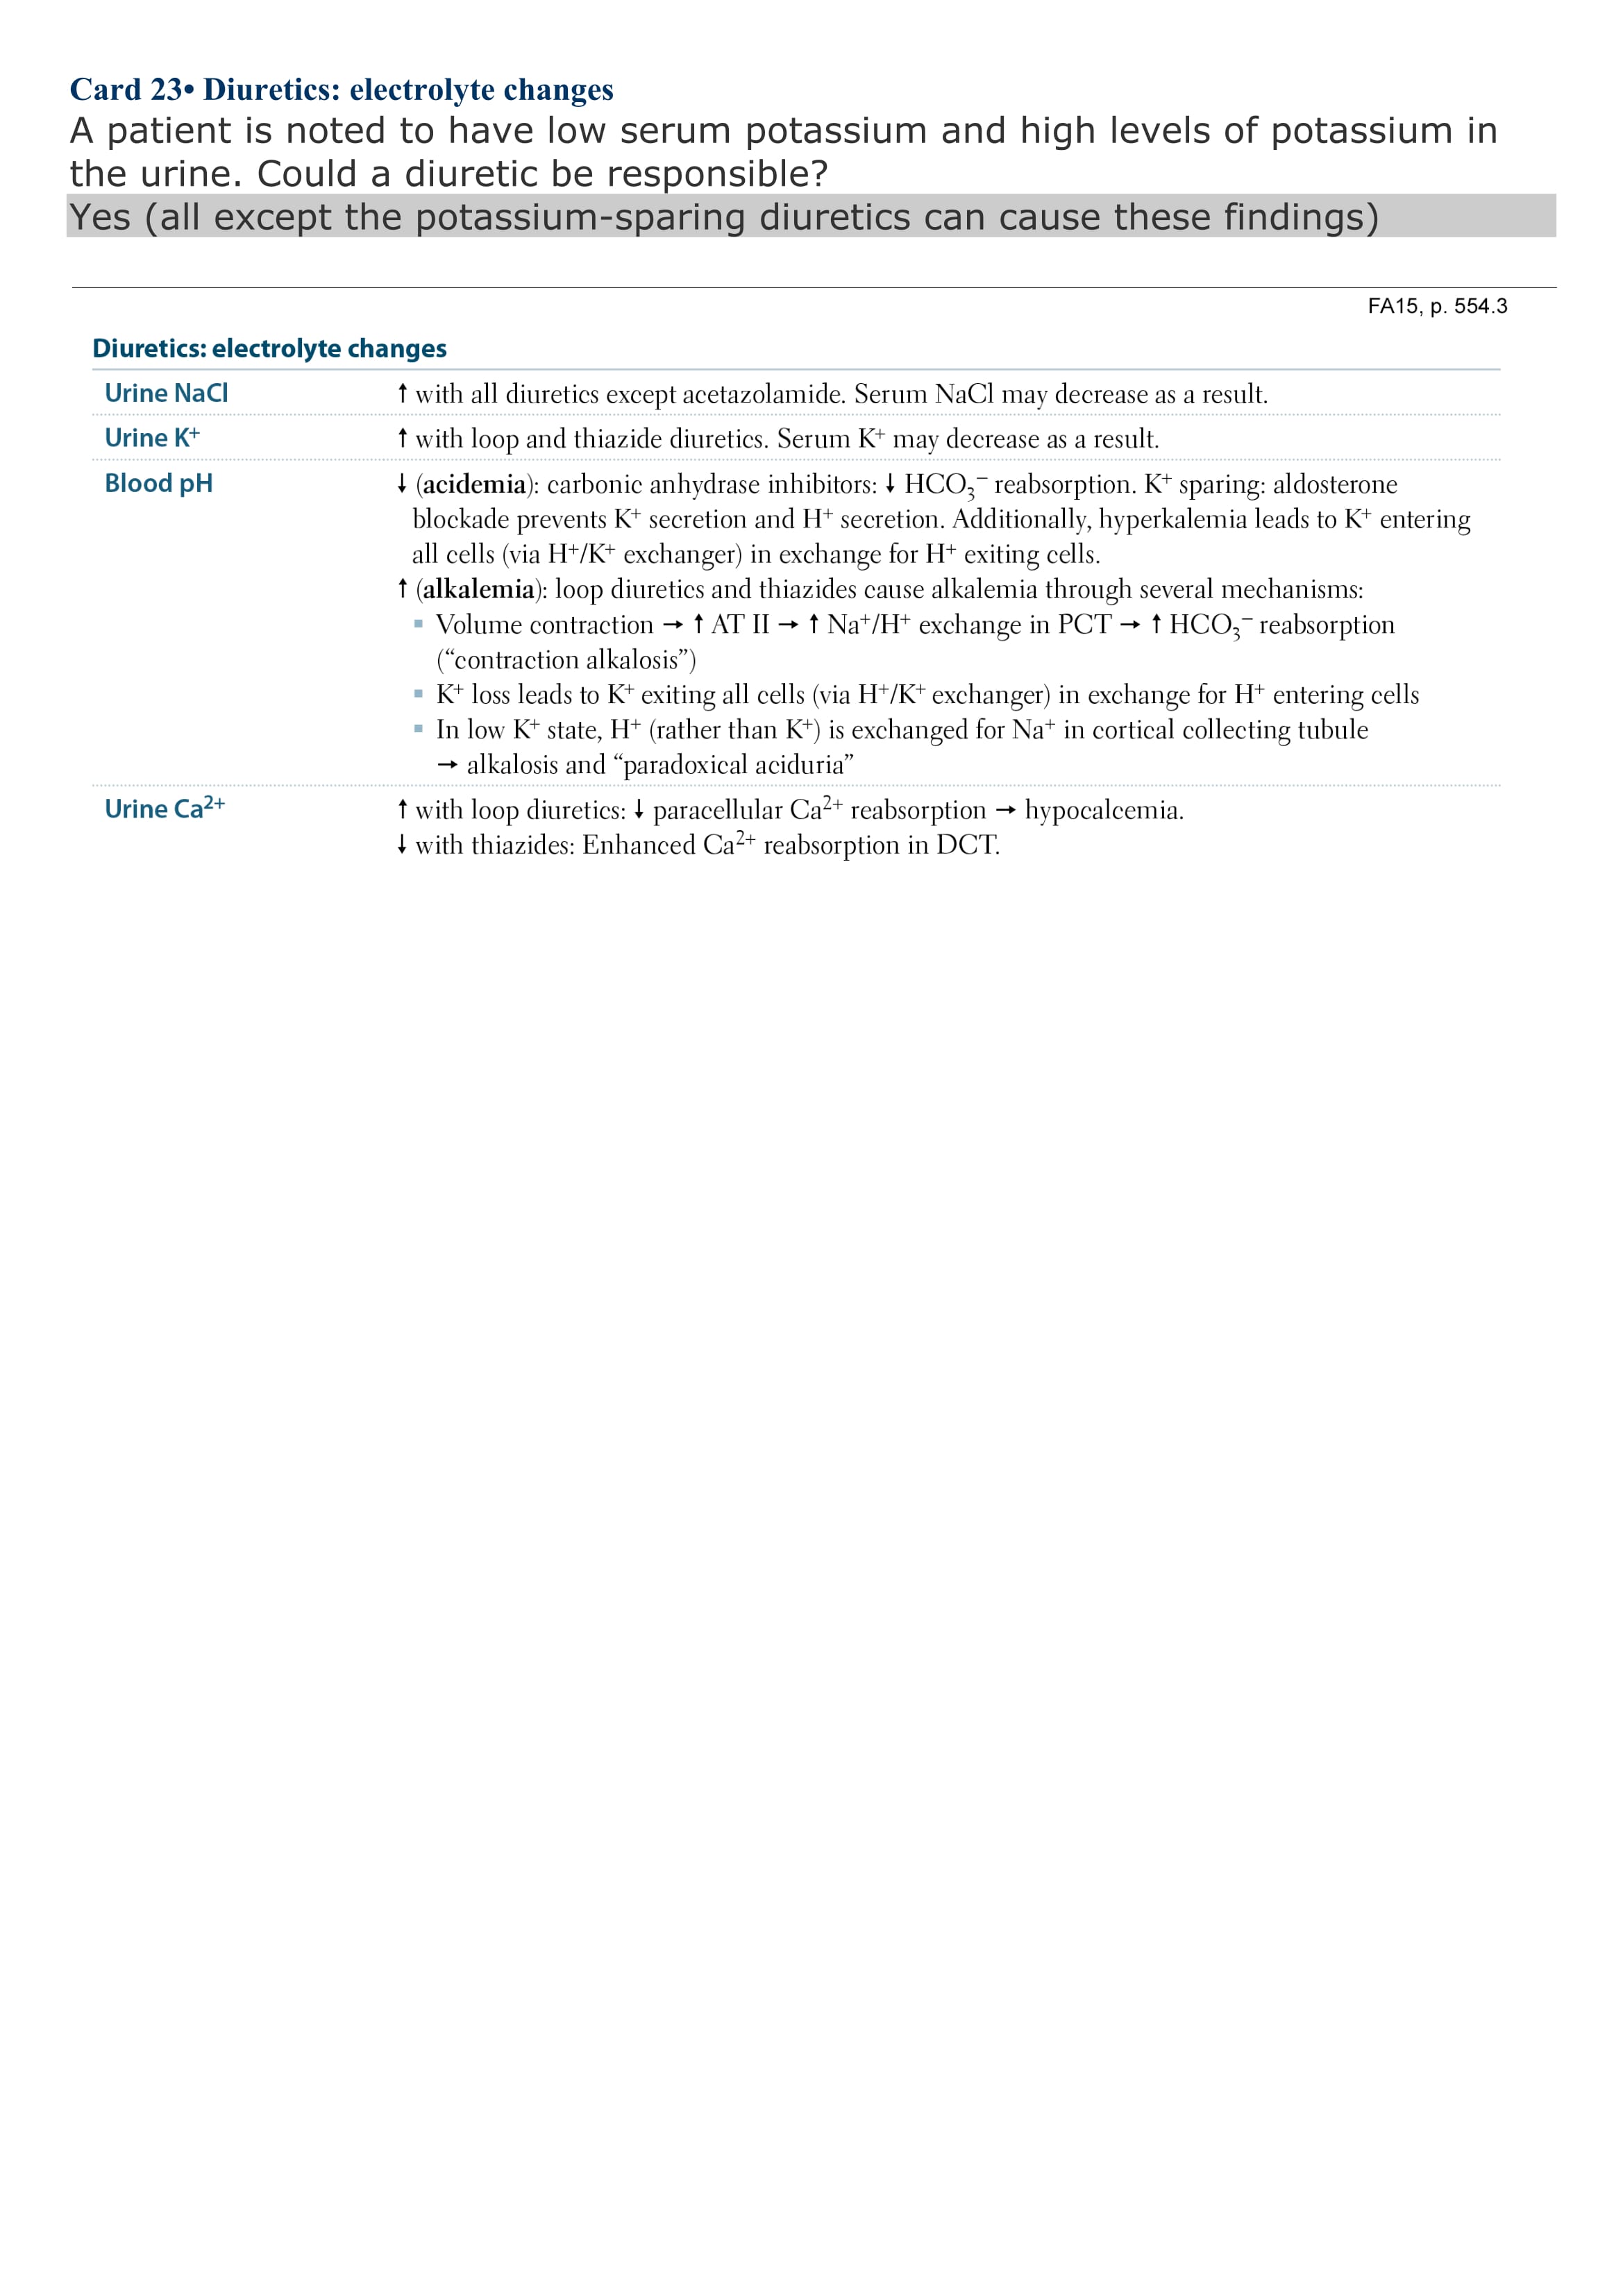 Card 23• Diuretics: electrolyte changes
A patient is noted to have low serum potassium and high levels of potassium in
the urine. Could a diuretic be responsible?
Yes (all except the potassium-sparing diuretics can cause these findings)
FA15, p. 554.3
Diuretics: electrolyte changes
Urine NaCl ↑ with all diuretics except acetazolamide. Serum NaCl may decrease as a result.
Urine K⁺ ↑ with loop and thiazide diuretics. Serum K⁺ may decrease as a result.
Blood pH ↓ (acidemia): carbonic anhydrase inhibitors: ↓ HCO₃⁻ reabsorption. K⁺ sparing: aldosterone
blockade prevents K⁺ secretion and H⁺ secretion. Additionally, hyperkalemia leads to K⁺ entering
all cells (via H⁺/K⁺ exchanger) in exchange for H⁺ exiting cells.
↑ (alkalemia): loop diuretics and thiazides cause alkalemia through several mechanisms:
▪ Volume contraction → ↑ AT II → ↑ Na⁺/H⁺ exchange in PCT → ↑ HCO₃⁻ reabsorption
(“contraction alkalosis”)
▪ K⁺ loss leads to K⁺ exiting all cells (via H⁺/K⁺ exchanger) in exchange for H⁺ entering cells
▪ In low K⁺ state, H⁺ (rather than K⁺) is exchanged for Na⁺ in cortical collecting tubule
→ alkalosis and “paradoxical aciduria”
Urine Ca²⁺ ↑ with loop diuretics: ↓ paracellular Ca²⁺ reabsorption → hypocalcemia.
↓ with thiazides: Enhanced Ca²⁺ reabsorption in DCT.